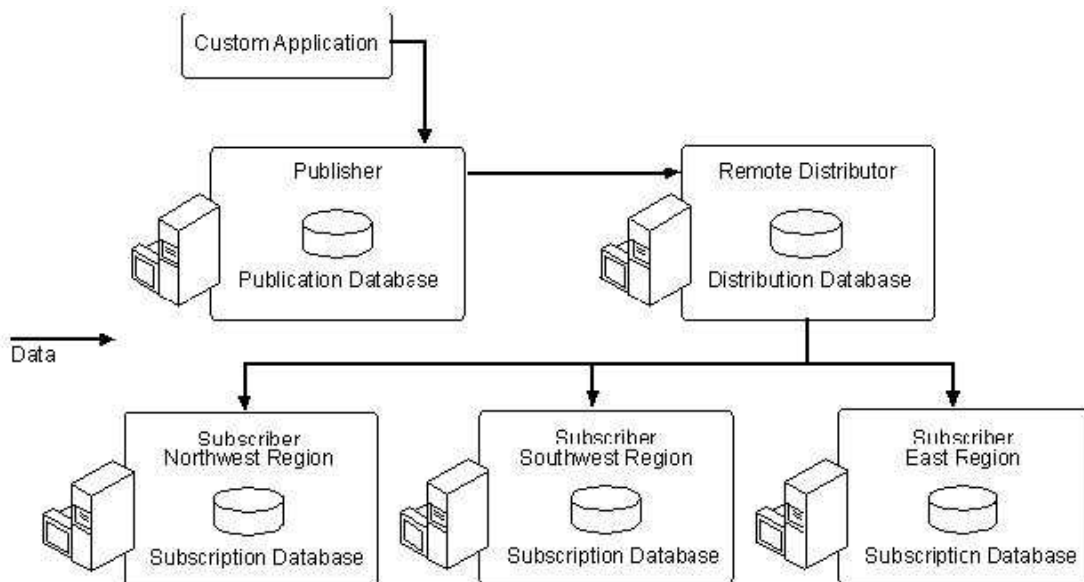 Custom Application
Publisher
Remote Distributor
Publication Database
Distribution Database
Data
Subscriber
Northwest Region
Subscriber
Southwest Region
Subscriber
East Region
Subscription Database
Subscription Database
Subscription Database